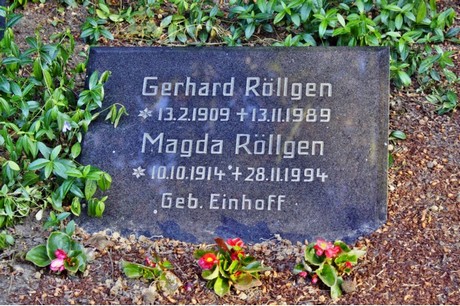 Gerhard Röllgen
* 13.2.1909 + 13.11.1989
Magda Röllgen
* 10.10.1914 + 28.11.1994
Geb. Einhoff